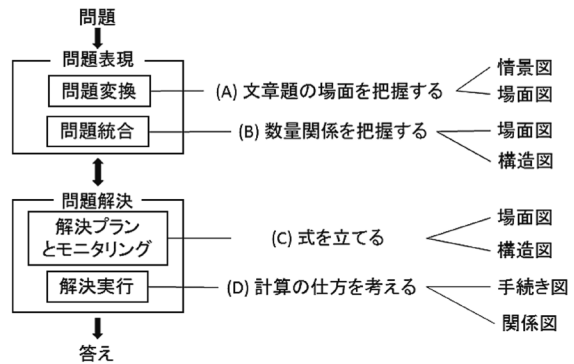 問題
問題表現
問題変換
(A) 文章題の場面を把握する
情景図
場面図
問題統合
(B) 数量関係を把握する
場面図
構造図
問題解決
解決プラン
とモニタリング
(C) 式を立てる
場面図
構造図
解決実行
(D) 計算の仕方を考える
手続き図
関係図
答え